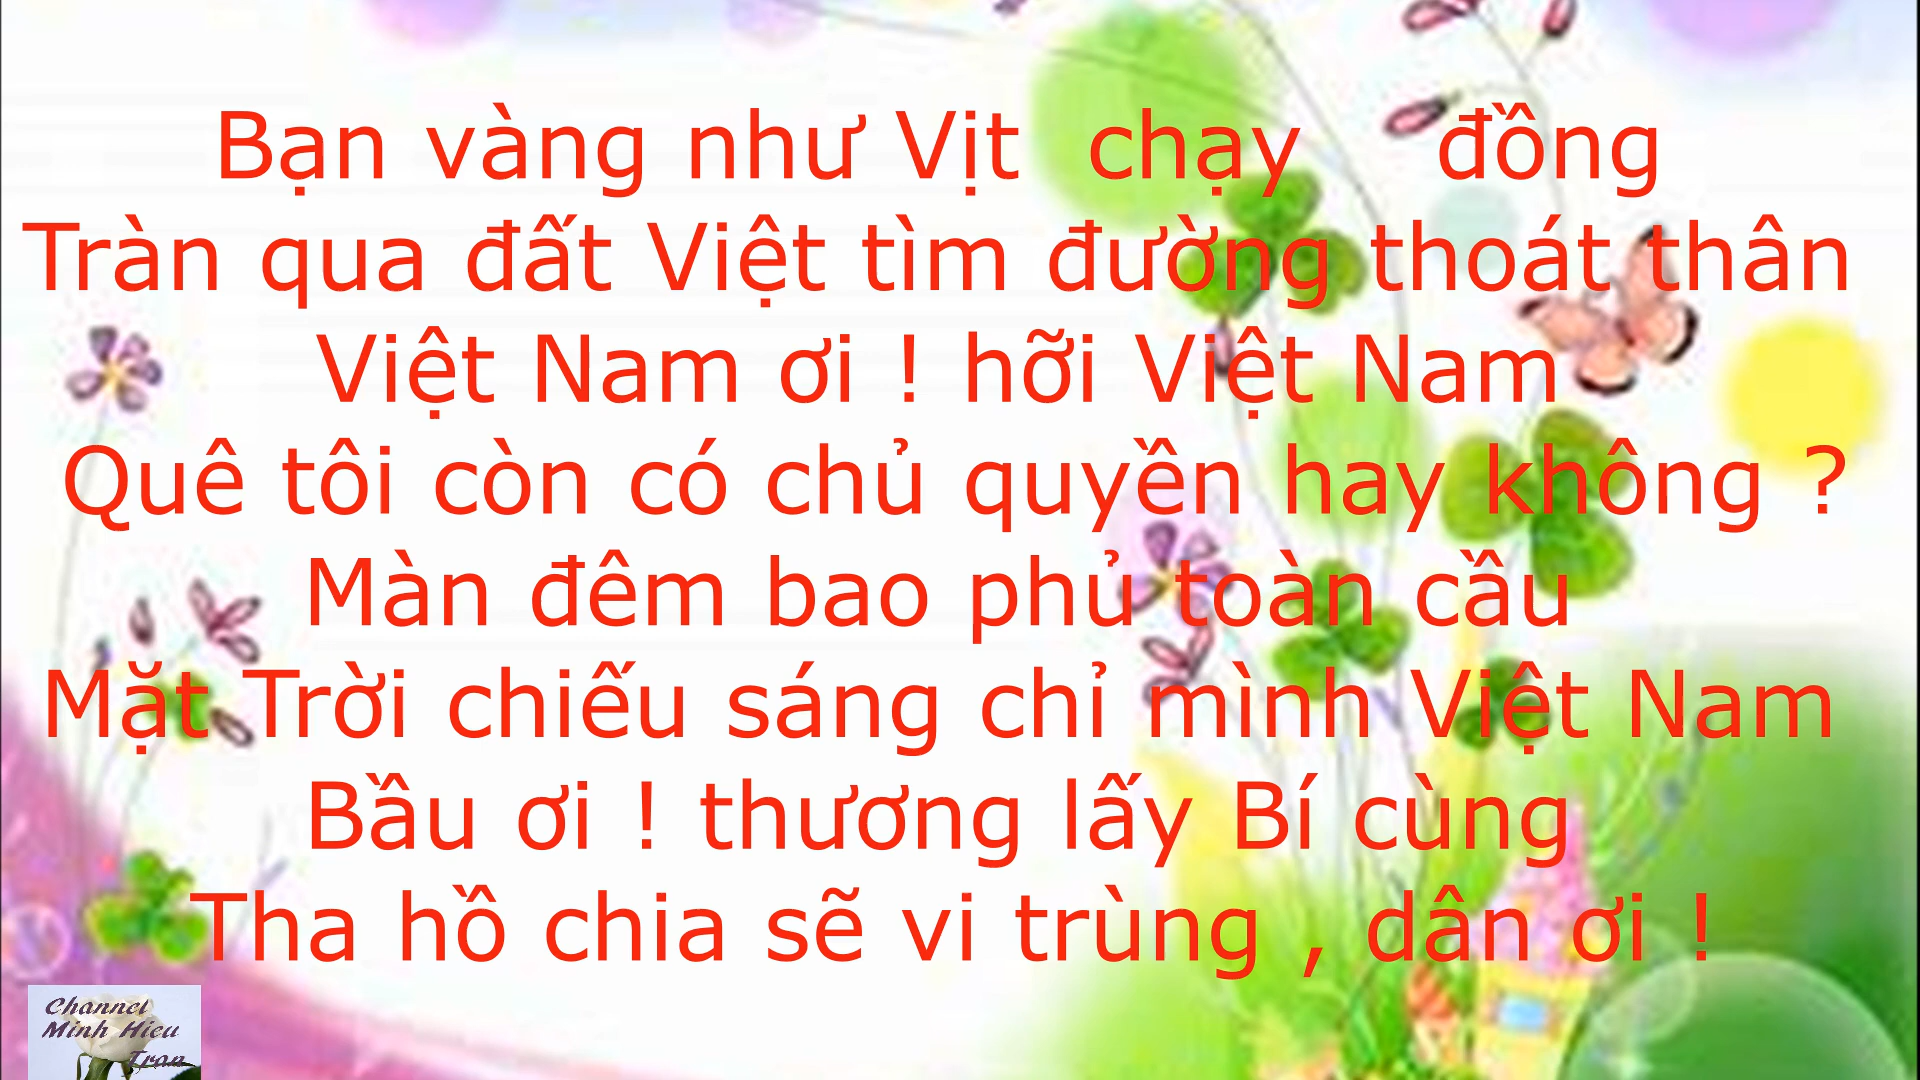 Bạn vàng như Vịt chạy đồng
Tràn qua đất Việt tìm đường thoát thân
Việt Nam ơi ! hỡi Việt Nam
Quê tôi còn có chủ quyền hay không ?
Màn đêm bao phủ toàn cầu
Mặt Trời chiếu sáng chỉ mình Việt Nam
Bầu ơi ! thương lấy Bí cùng
Tha hồ chia sẽ vi trùng , dân ơi !
Channel
Minh Hieu
Tran